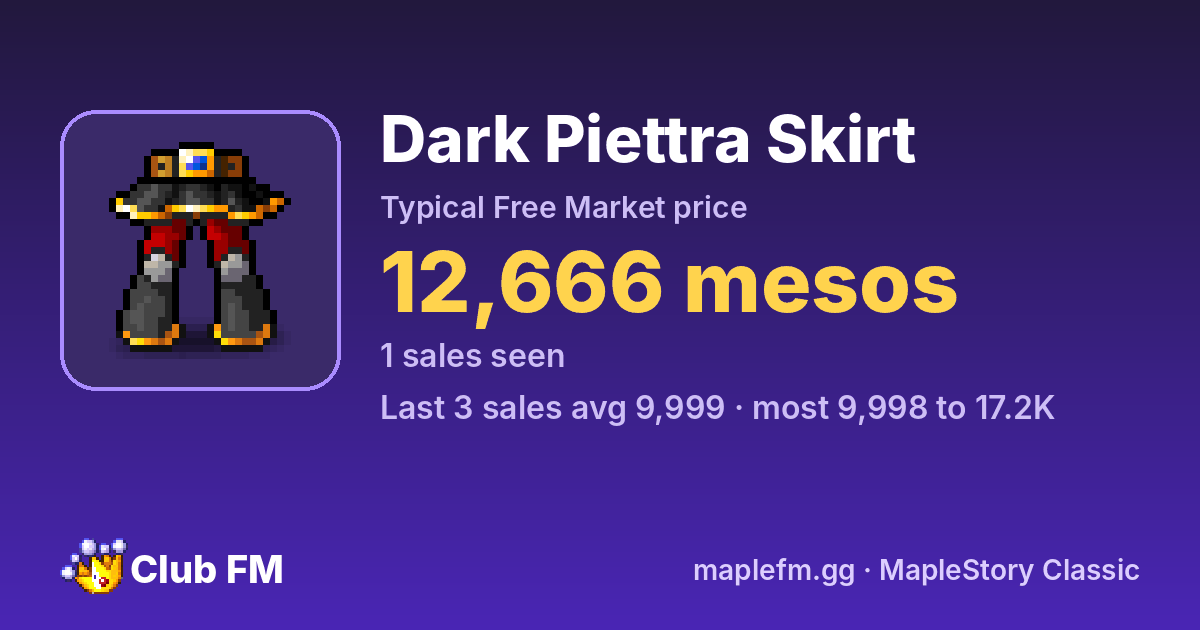 Dark Piettra Skirt
Typical Free Market price
12,666 mesos
1 sales seen
Last 3 sales avg 9,999 · most 9,998 to 17.2K
Club FM
maplefm.gg · MapleStory Classic